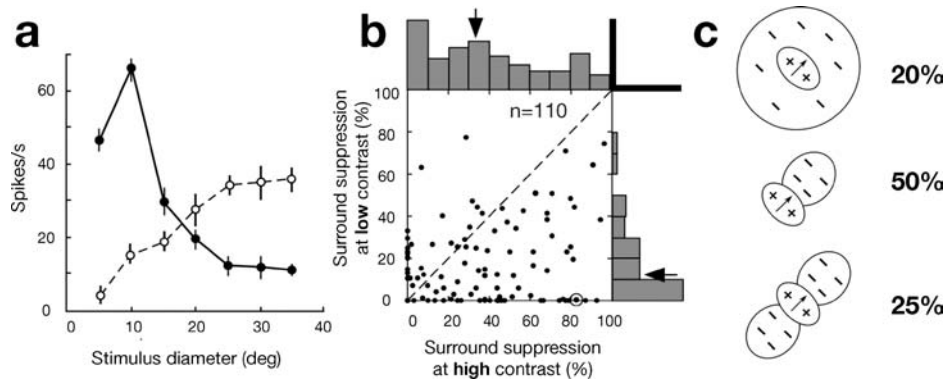 a
Spikes/s
60
40
20
0
0
10
20
30
40
Stimulus diameter (deg)
b
Surround suppression
at low contrast (%)
100
80
60
40
20
0
n=110
0
20
40
60
80
100
Surround suppression
at high contrast (%)
c
20%
50%
25%